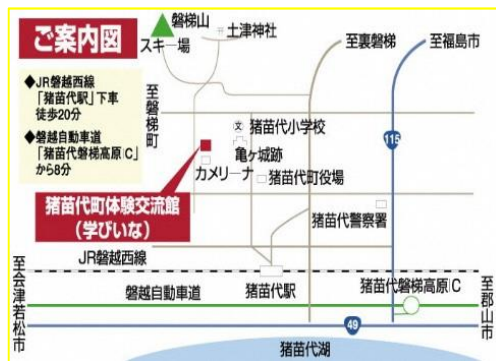 ご案内図
◆JR磐越西線
「猪苗代駅」下車
徒歩20分
◆磐越自動車道
「猪苗代磐梯高原IC」
から8分
磐梯山
スキー場
土津神社
至裏磐梯
至福島市
至磐梯町
115
文
猪苗代小学校
亀ヶ城跡
カメリーナ
猪苗代町役場
猪苗代町体験交流館
(学びいな)
猪苗代警察署
JR磐越西線
至会津若松市
磐越自動車道
猪苗代駅
猪苗代磐梯高原IC
至郡山市
49
猪苗代湖